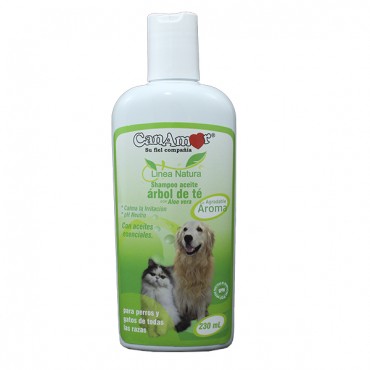 CanAmor®
Su fiel compañía
Linea Natura
Shampoo aceite
árbol de té
con Aloe vera
* Calma la irritación
* pH Neutro
Agradable
Aroma
Con aceites
esenciales.
para perros y
gatos de todas
las razas
230 mL